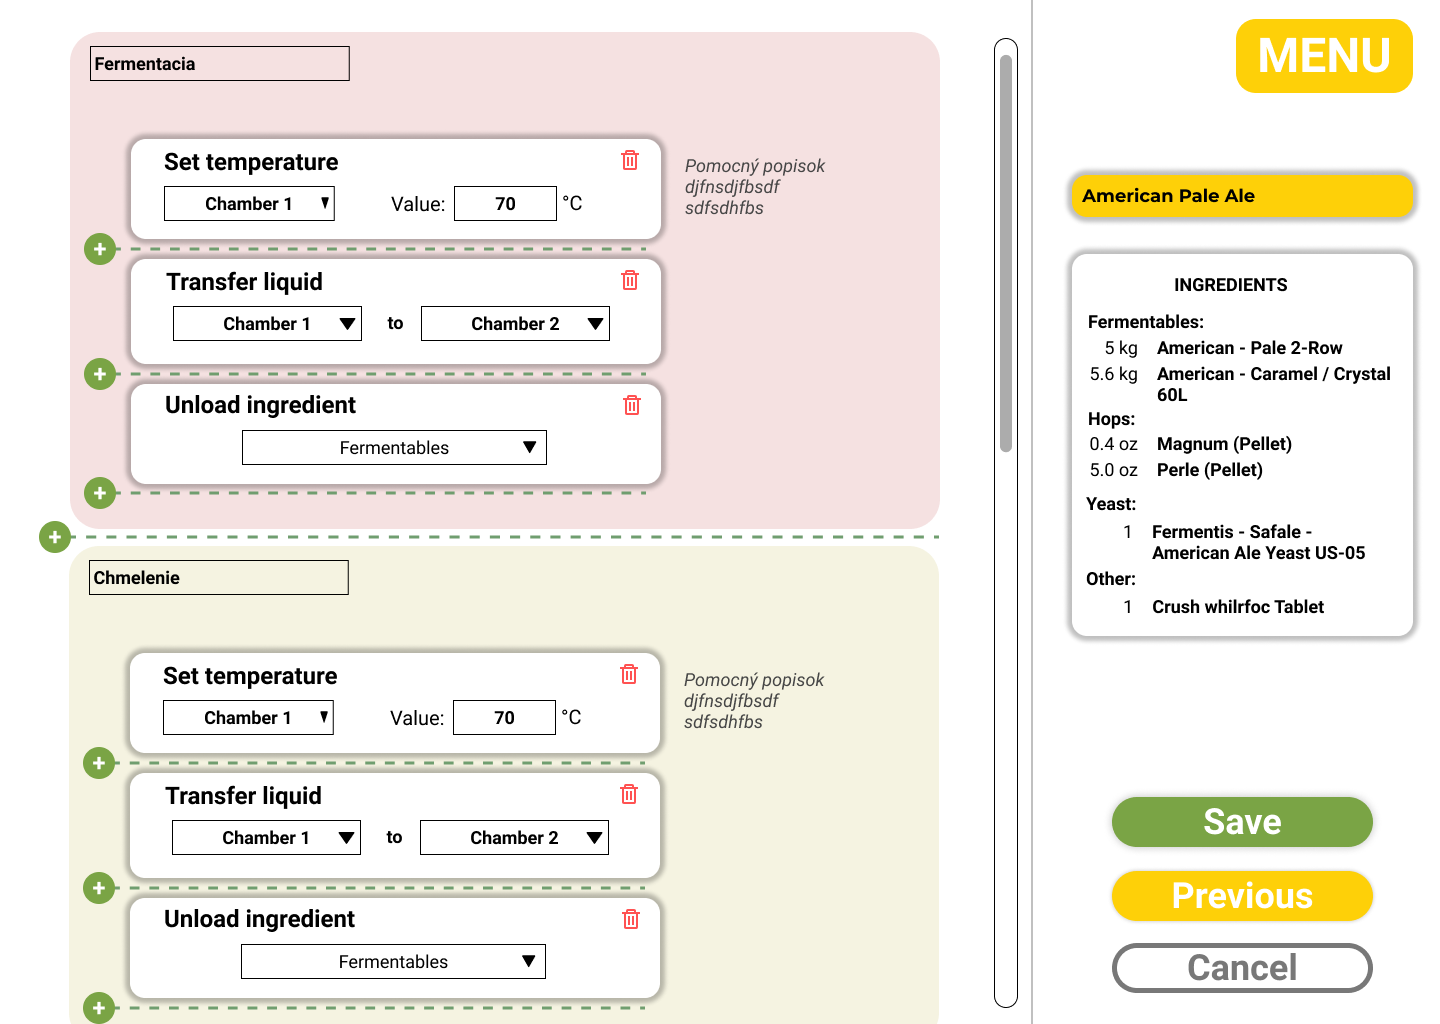 Fermentacia
Set temperature
Chamber 1
Value:
70
°C
Pomocný popisok
djfnsdjfbsdf
sdfsdhfbs
Transfer liquid
Chamber 1
to
Chamber 2
Unload ingredient
Fermentables
Chmelenie
Set temperature
Chamber 1
Value:
70
°C
Pomocný popisok
djfnsdjfbsdf
sdfsdhfbs
Transfer liquid
Chamber 1
to
Chamber 2
Unload ingredient
Fermentables
MENU
American Pale Ale
INGREDIENTS
Fermentables:
5 kg American - Pale 2-Row
5.6 kg American - Caramel / Crystal
60L
Hops:
0.4 oz Magnum (Pellet)
5.0 oz Perle (Pellet)
Yeast:
1 Fermentis - Safale -
American Ale Yeast US-05
Other:
1 Crush whilrfoc Tablet
Save
Previous
Cancel